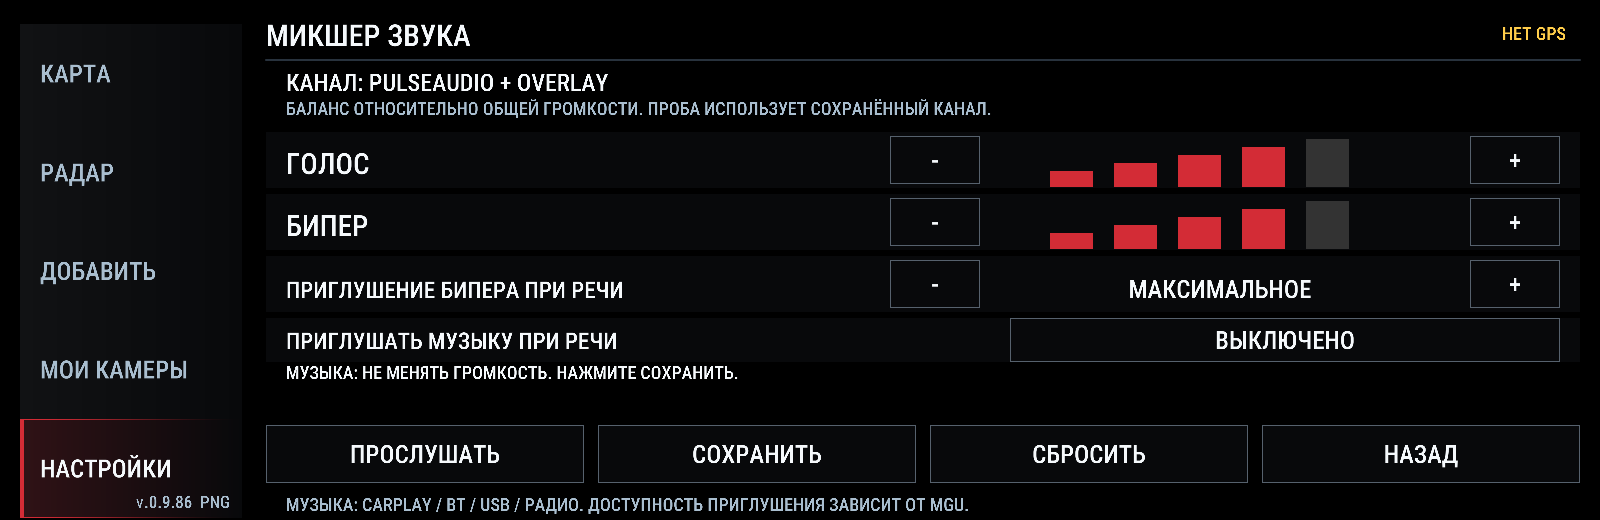 МИКШЕР ЗВУКА
НЕТ GPS
КАРТА
РАДАР
ДОБАВИТЬ
МОИ КАМЕРЫ
НАСТРОЙКИ
v.0.9.86 PNG
КАНАЛ: PULSEAUDIO + OVERLAY
БАЛАНС ОТНОСИТЕЛЬНО ОБЩЕЙ ГРОМКОСТИ. ПРОБА ИСПОЛЬЗУЕТ СОХРАНЁННЫЙ КАНАЛ.
ГОЛОС - +
БИПЕР - +
ПРИГЛУШЕНИЕ БИПЕРА ПРИ РЕЧИ - МАКСИМАЛЬНОЕ +
ПРИГЛУШАТЬ МУЗЫКУ ПРИ РЕЧИ ВЫКЛЮЧЕНО
МУЗЫКА: НЕ МЕНЯТЬ ГРОМКОСТЬ. НАЖМИТЕ СОХРАНИТЬ.
ПРОСЛУШАТЬ СОХРАНИТЬ СБРОСИТЬ НАЗАД
МУЗЫКА: CARPLAY / BT / USB / РАДИО. ДОСТУПНОСТЬ ПРИГЛУШЕНИЯ ЗАВИСИТ ОТ MGU.